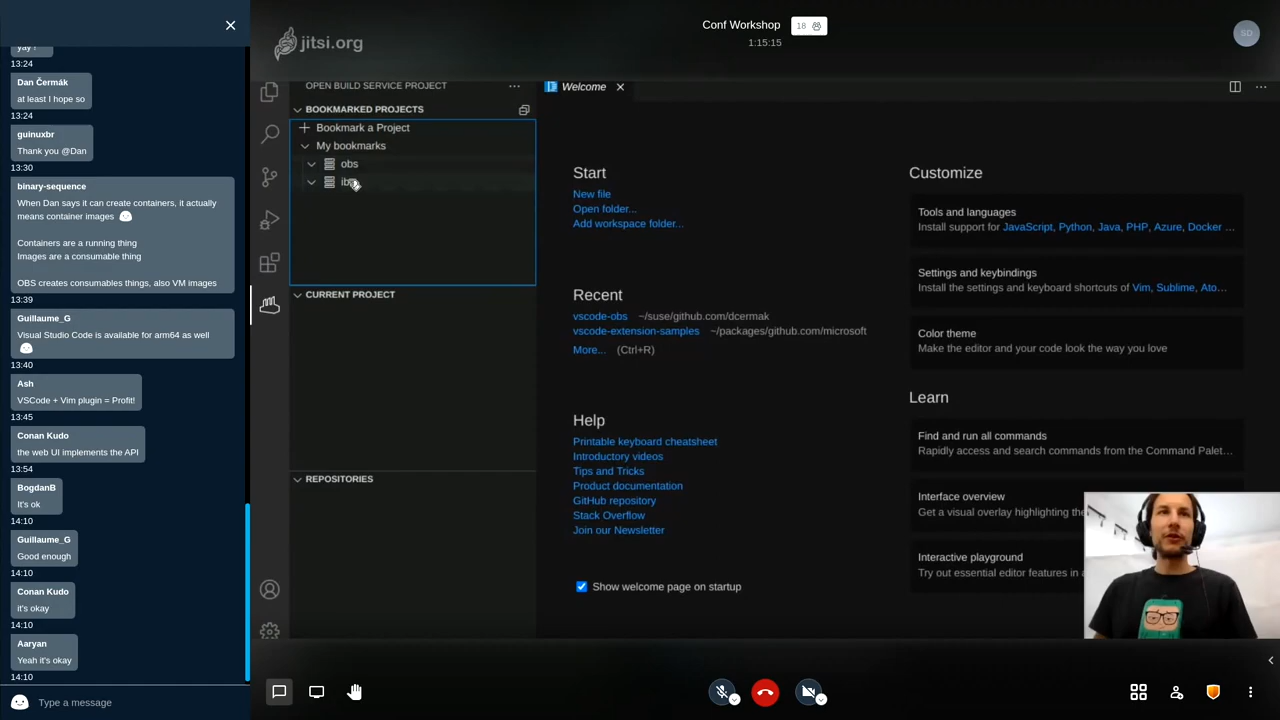 yay !
13:24
Dan Čermák
at least I hope so
13:24
guinuxbr
Thank you @Dan
13:30
binary-sequence
When Dan says it can create containers, it actually
means container images
Containers are a running thing
Images are a consumable thing
OBS creates consumables things, also VM images
13:39
Guillaume_G
Visual Studio Code is available for arm64 as well
13:40
Ash
VSCode + Vim plugin = Profit!
13:45
Conan Kudo
the web UI implements the API
13:54
BogdanB
It's ok
14:10
Guillaume_G
Good enough
14:10
Conan Kudo
it's okay
14:10
Aaryan
Yeah it's okay
14:10
Type a message
jitsi.org
Conf Workshop
18
1:15:15
SD
OPEN BUILD SERVICE PROJECT
BOOKMARKED PROJECTS
Bookmark a Project
My bookmarks
obs
CURRENT PROJECT
REPOSITORIES
Welcome
Start
New file
Open folder...
Add workspace folder...
Recent
vscode-obs ~/suse/github.com/dcermak
vscode-extension-samples ~/packages/github.com/microsoft
More... (Ctrl+R)
Help
Printable keyboard cheatsheet
Introductory videos
Tips and Tricks
Product documentation
GitHub repository
Stack Overflow
Join our Newsletter
Show welcome page on startup
Customize
Tools and languages
Install support for JavaScript, Python, Java, PHP, Azure, Docker ...
Settings and keybindings
Install the settings and keyboard shortcuts of Vim, Sublime, Ato...
Color theme
Make the editor and your code look the way you love
Learn
Find and run all commands
Rapidly access and search commands from the Command Palet...
Interface overview
Get a visual overlay highlighting the
Interactive playground
Try out essential editor features in a